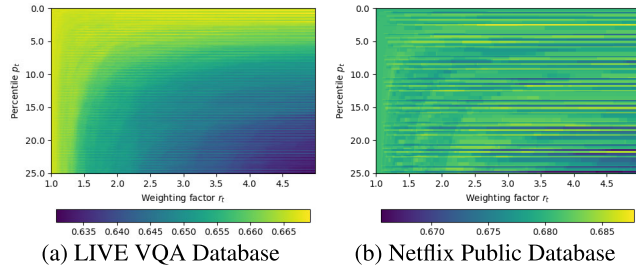 0.0
5.0
10.0
15.0
20.0
25.0
Percentile p_t
1.0 1.5 2.0 2.5 3.0 3.5 4.0 4.5
Weighting factor r_t
0.635 0.640 0.645 0.650 0.655 0.660 0.665
(a) LIVE VQA Database
0.0
5.0
10.0
15.0
20.0
25.0
Percentile p_t
1.0 1.5 2.0 2.5 3.0 3.5 4.0 4.5
Weighting factor r_t
0.670 0.675 0.680 0.685
(b) Netflix Public Database